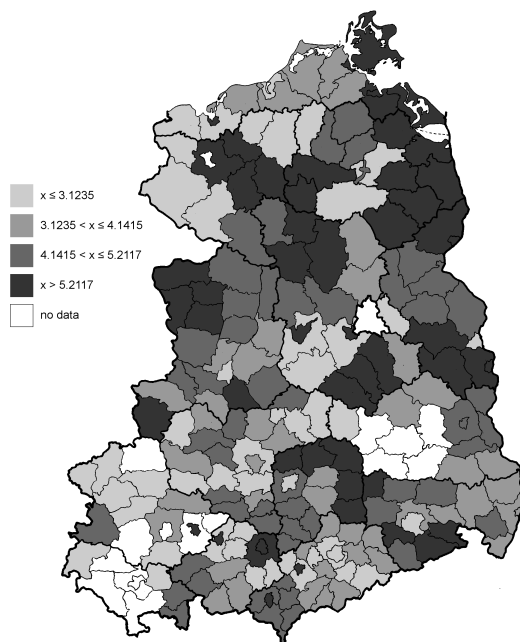 x ≤ 3.1235
3.1235 < x ≤ 4.1415
4.1415 < x ≤ 5.2117
x > 5.2117
no data